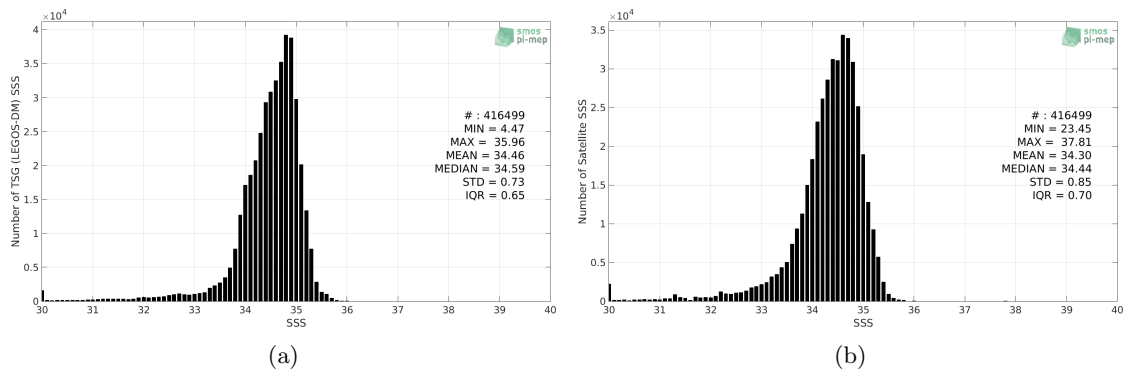 ×10⁴
4
3.5
3
2.5
2
1.5
1
0.5
0
Number of TSG (LEGOS-DM) SSS
smos
pi-mep
# : 416499
MIN = 4.47
MAX = 35.96
MEAN = 34.46
MEDIAN = 34.59
STD = 0.73
IQR = 0.65
30 31 32 33 34 35 36 37 38 39 40
SSS
(a)
×10⁴
3.5
3
2.5
2
1.5
1
0.5
0
Number of Satellite SSS
smos
pi-mep
# : 416499
MIN = 23.45
MAX = 37.81
MEAN = 34.30
MEDIAN = 34.44
STD = 0.85
IQR = 0.70
30 31 32 33 34 35 36 37 38 39 40
SSS
(b)